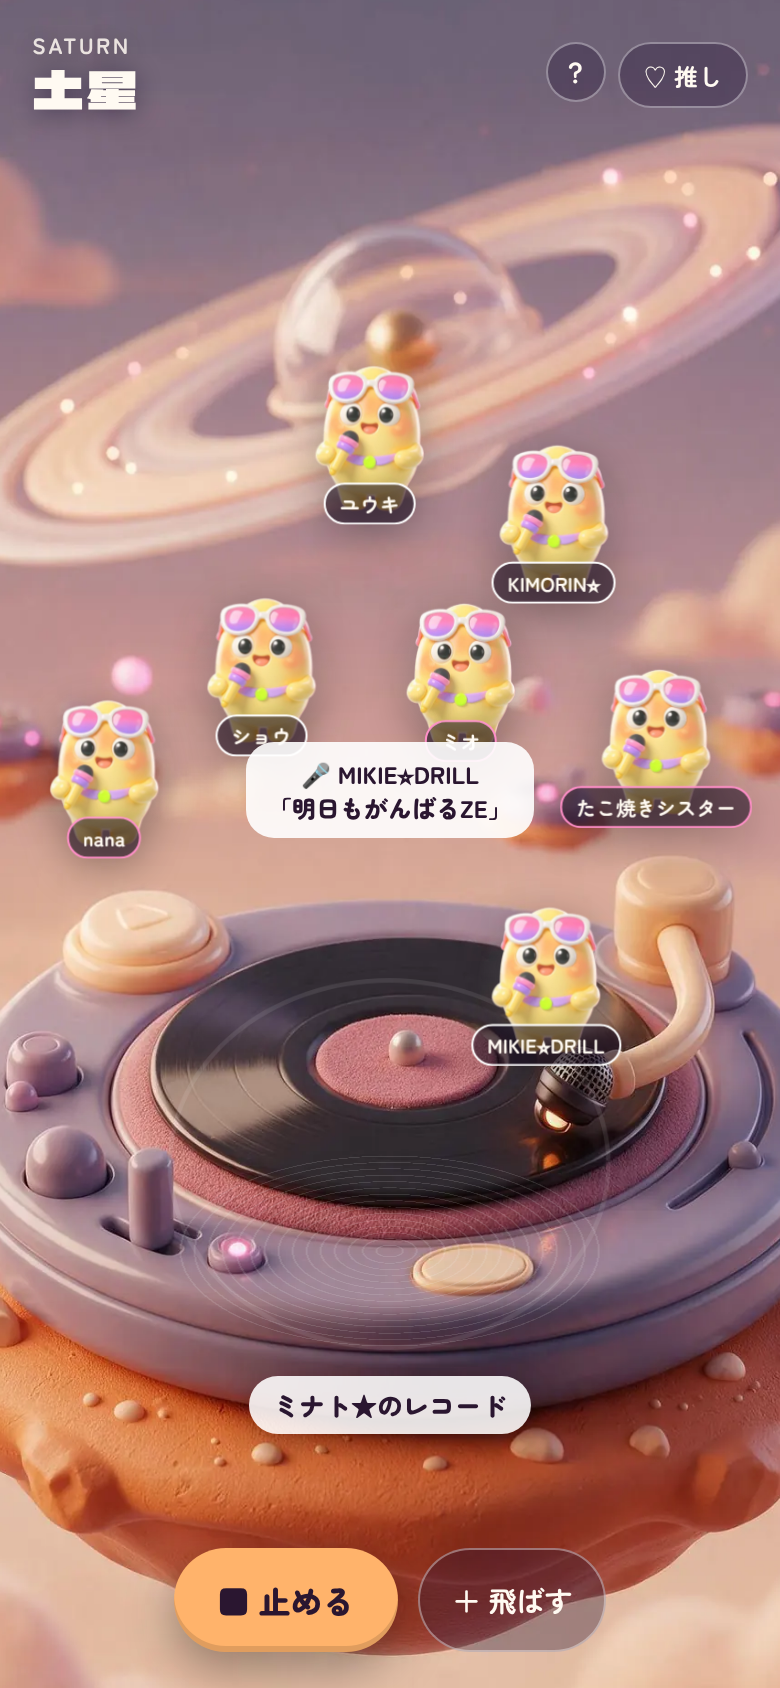 SATURN
土星
?
♡ 推し
ユウキ
KIMORIN★
ショウ
ミオ
たこ焼きシスター
nana
🎤 MIKIE★DRILL
「明日もがんばるZE」
MIKIE★DRILL
ミナト★のレコード
■ 止める
＋ 飛ばす